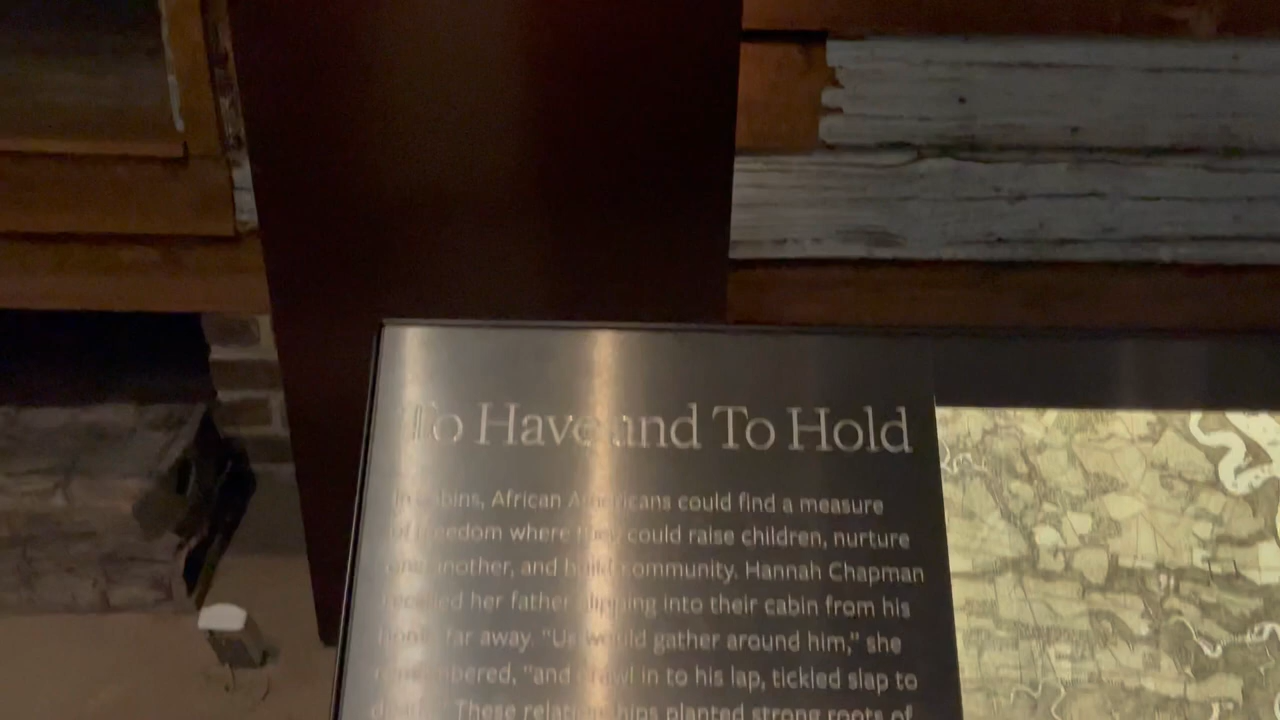 To Have and To Hold
In cabins, African Americans could find a measure
of freedom where they could raise children, nurture
one another, and build community. Hannah Chapman
recalled her father slipping into their cabin from his
home far away. “Us would gather around him,” she
remembered, “and crawl in to his lap, tickled slap to
These relationships planted strong roots of